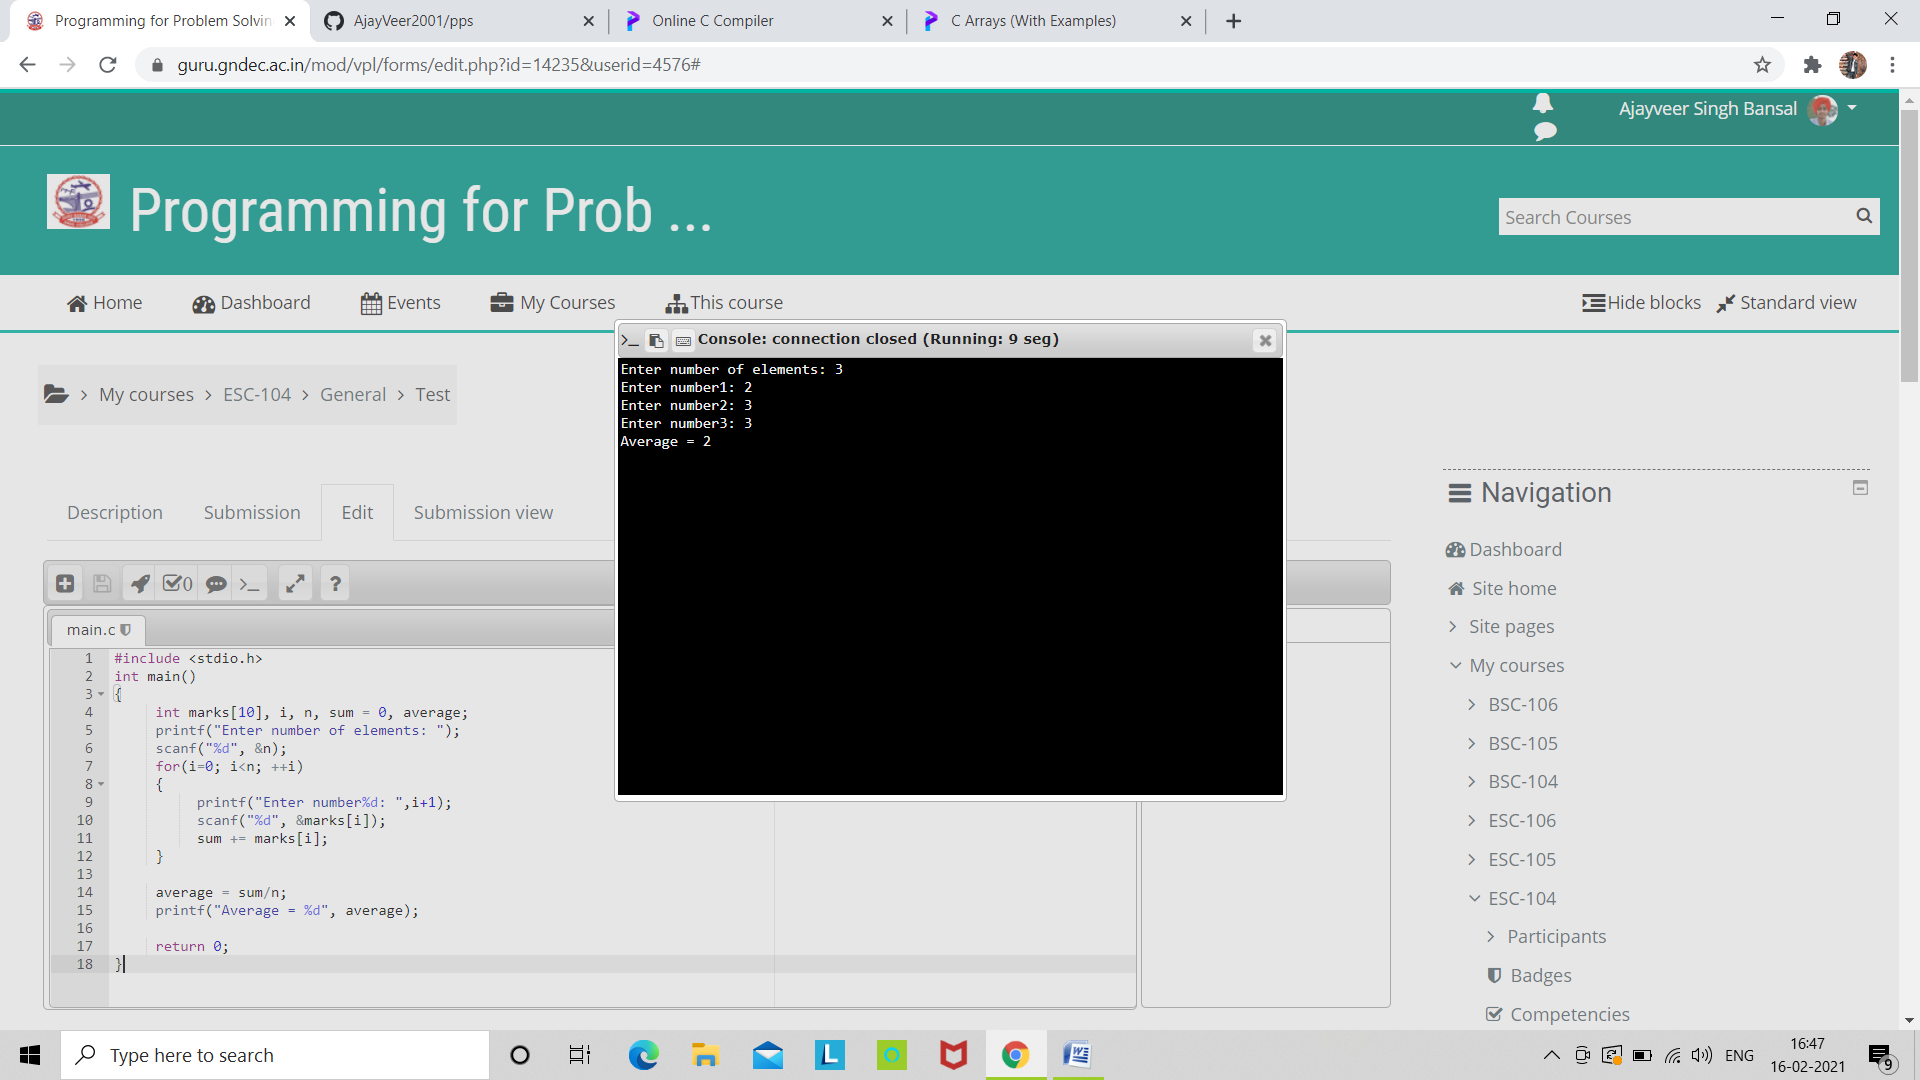 Programming for Problem Solvin
AjayVeer2001/pps
Online C Compiler
C Arrays (With Examples)
guru.gndec.ac.in/mod/vpl/forms/edit.php?id=14235&userid=4576#
Ajayveer Singh Bansal
Programming for Prob ...
Search Courses
Home
Dashboard
Events
My Courses
This course
Hide blocks
Standard view
My courses > ESC-104 > General > Test
Console: connection closed (Running: 9 seg)
Enter number of elements: 3
Enter number1: 2
Enter number2: 3
Enter number3: 3
Average = 2
Description
Submission
Edit
Submission view
0
?
main.c
1 #include <stdio.h>
2 int main()
3 {
4 int marks[10], i, n, sum = 0, average;
5 printf("Enter number of elements: ");
6 scanf("%d", &n);
7 for(i=0; i<n; ++i)
8 {
9 printf("Enter number%d: ",i+1);
10 scanf("%d", &marks[i]);
11 sum += marks[i];
12 }
13
14 average = sum/n;
15 printf("Average = %d", average);
16
17 return 0;
18 }
Navigation
Dashboard
Site home
Site pages
My courses
BSC-106
BSC-105
BSC-104
ESC-106
ESC-105
ESC-104
Participants
Badges
Competencies
Type here to search
L
ENG
16:47
16-02-2021
9